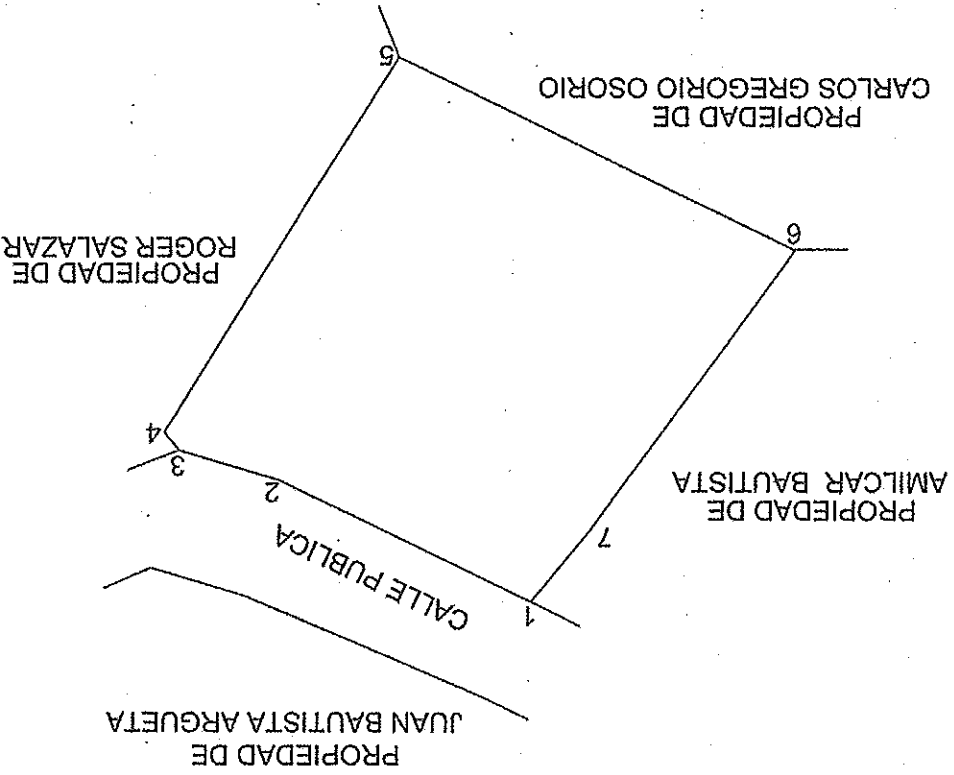 PROPIEDAD DE
JUAN BAUTISTA ARGUETA
CALLE PUBLICA
1
2
3
4
7
PROPIEDAD DE
AMILCAR BAUTISTA
PROPIEDAD DE
ROGER SALAZAR
6
5
PROPIEDAD DE
CARLOS GREGORIO OSORIO